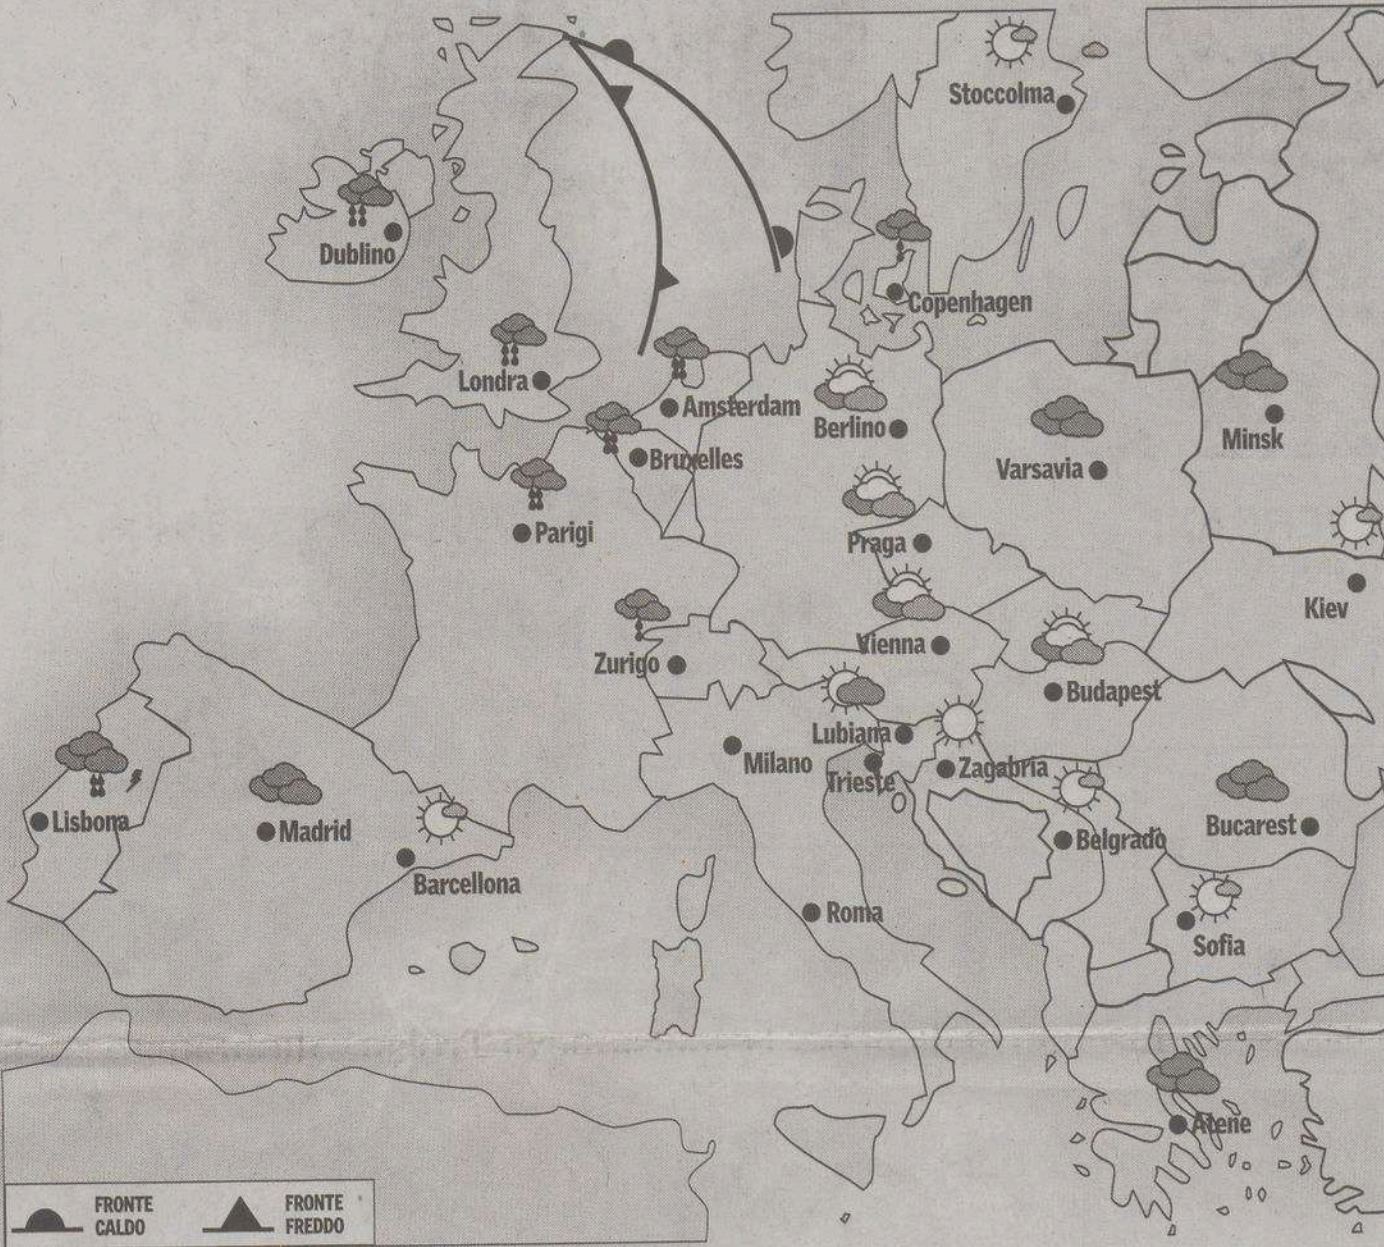 Stoccolma
Dublino
Copenhagen
Londra
Amsterdam
Berlino
Minsk
Bruxelles
Varsavia
Parigi
Praga
Kiev
Vienna
Zurigo
Budapest
Lubiana
Milano
Zagabria
Trieste
Lisbona
Madrid
Bucarest
Belgrado
Barcellona
Roma
Sofia
Atene
FRONTE
CALDO
FRONTE
FREDDO